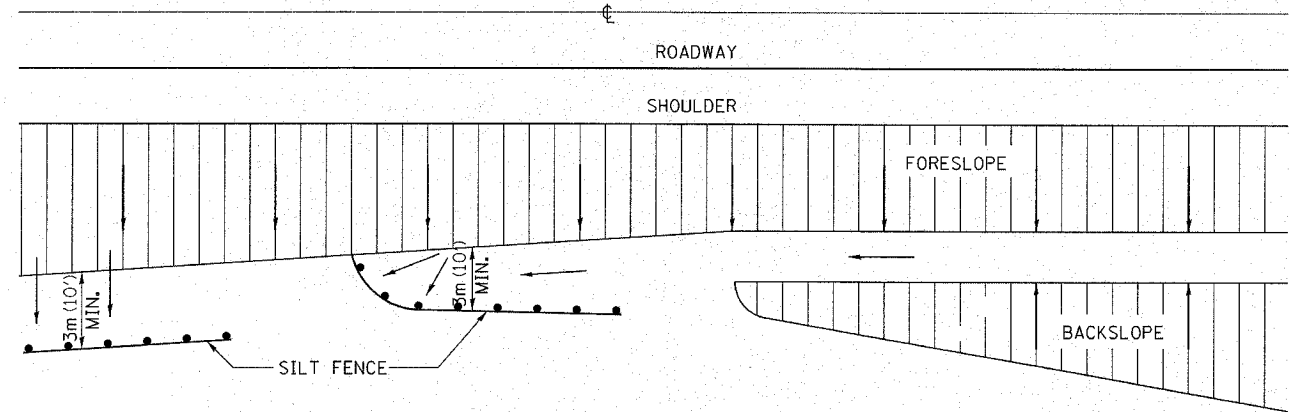 ℄
ROADWAY
SHOULDER
FORESLOPE
3m (10')
MIN.
3m (10')
MIN.
BACKSLOPE
SILT FENCE